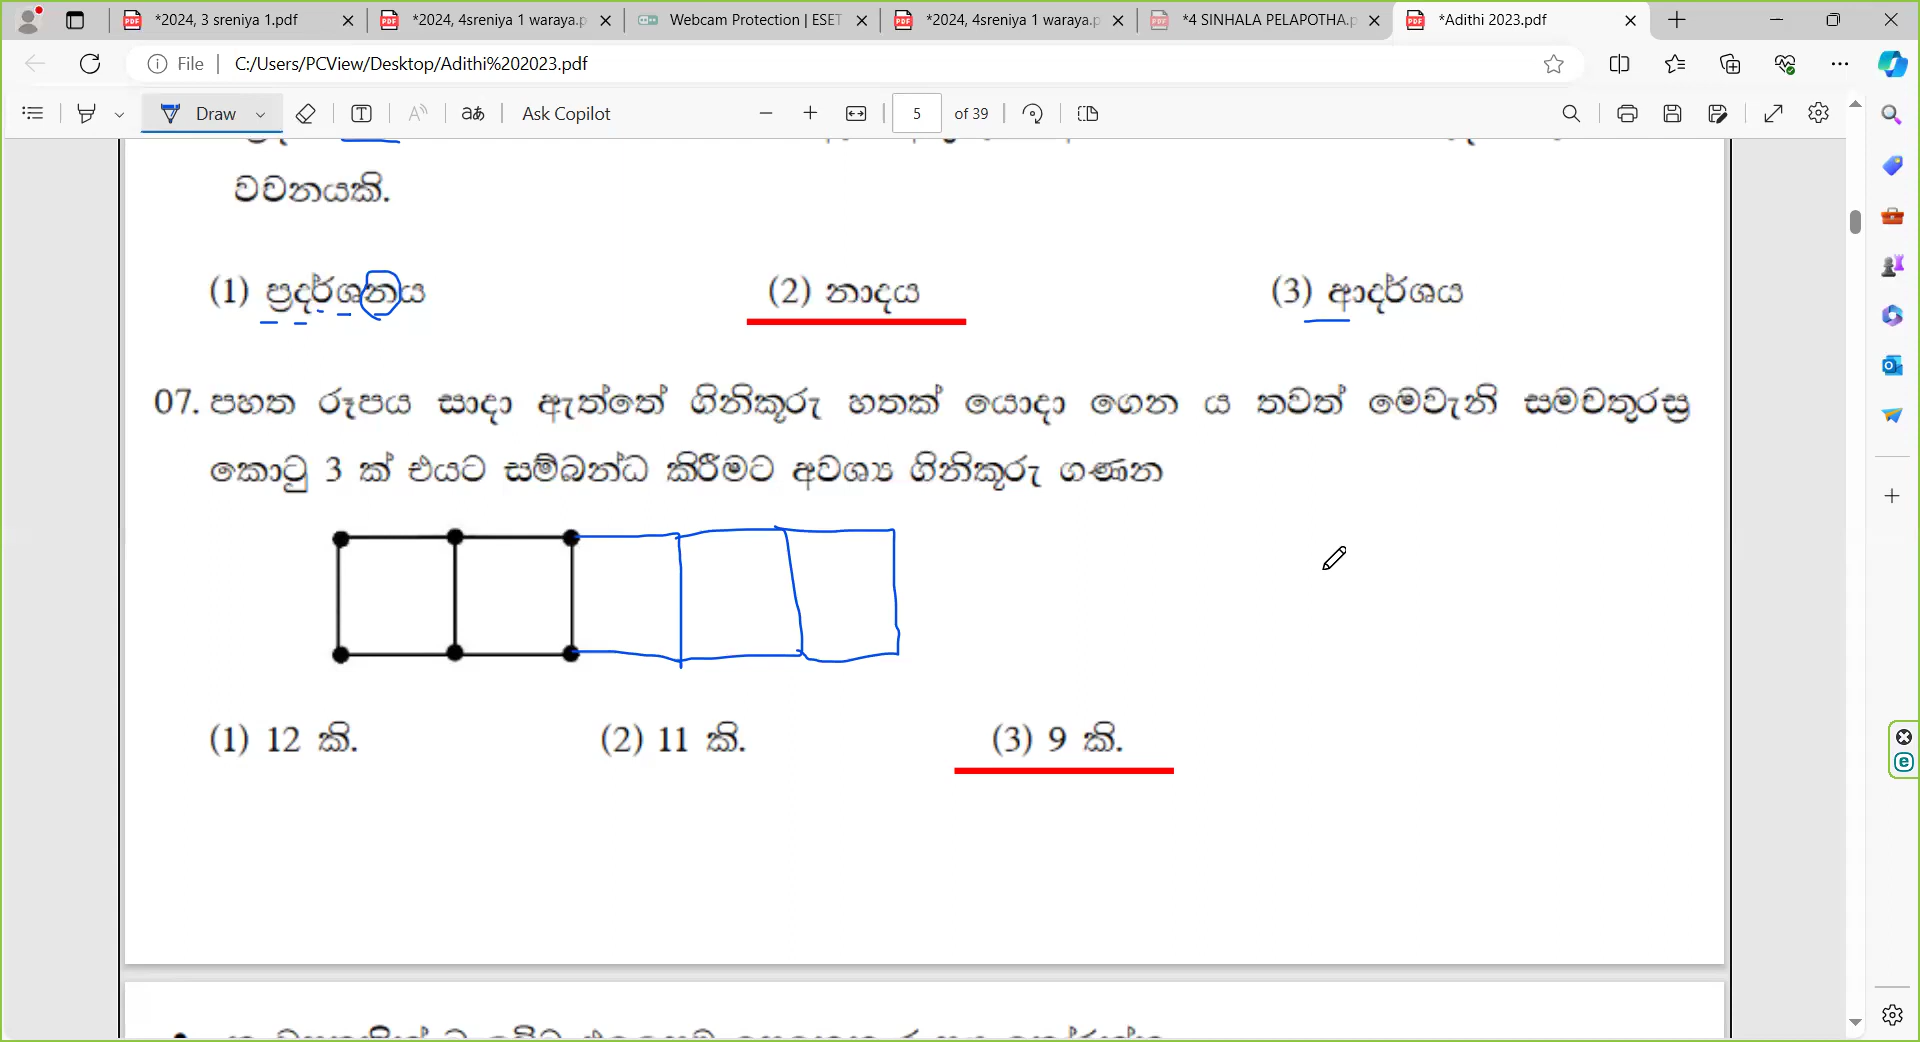 *2024, 3 sreniya 1.pdf
*2024, 4sreniya 1 waraya.p
Webcam Protection | ESET
*2024, 4sreniya 1 waraya.p
*4 SINHALA PELAPOTHA.p
*Adithi 2023.pdf
File | C:/Users/PCView/Desktop/Adithi%202023.pdf
Draw
Ask Copilot
5 of 39
වචනයකි.
(1) ප්‍රදර්ශනය (2) නාදය (3) ආදර්ශය
07. පහත රූපය සාදා ඇත්තේ ගිනිකූරු හතක් යොදා ගෙන ය තවත් මෙවැනි සමචතුරස්‍ර
කොටු 3 ක් එයට සම්බන්ධ කිරීමට අවශ්‍ය ගිනිකූරු ගණන
(1) 12 කි. (2) 11 කි. (3) 9 කි.